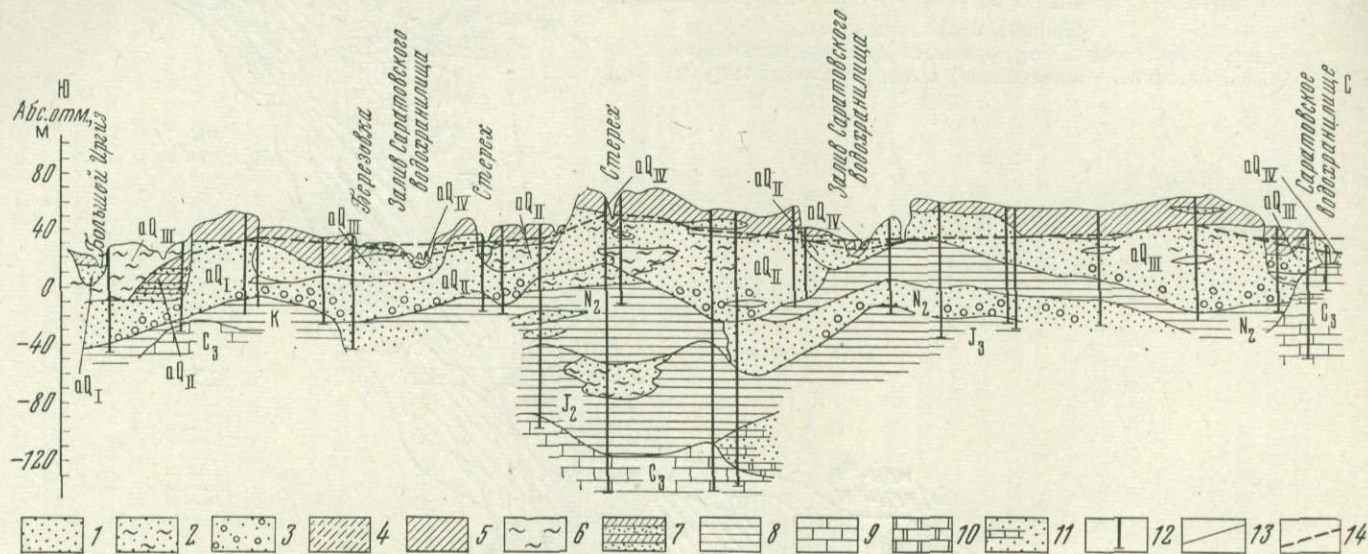 Ю
Абс.отм.,
м
80
40
0
-40
-80
-120
Большой Иргиз
Березовка
Залив Саратовского
водохранилища
Стерех
Стерех
Залив Саратовского
водохранилища
Саратовское
водохранилище
С
aQIII
aQI
aQII
aQI
C3
K
aQIII
aQIV
aQII
aQII
aQIV
N2
J2
C3
aQII
aQIV
aQII
N2
J3
aQIII
N2
aQIV
aQIII
C3
1 2 3 4 5 6 7 8 9 10 11 12 13 14